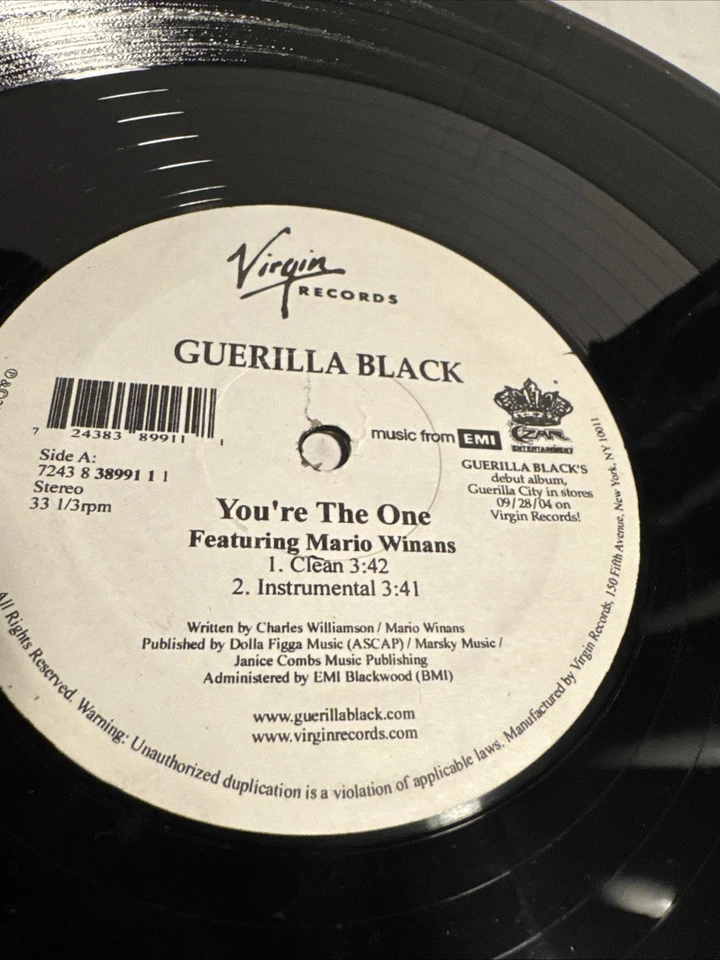 Virgin
RECORDS
GUERILLA BLACK
7 24383 89911 1
music from EMI
CZAR
ENTERTAINMENT
Side A:
7243 8 38991 1 1
Stereo
33 1/3rpm
GUERILLA BLACK'S
debut album,
Guerilla City in stores
09/28/04 on
Virgin Records!
You're The One
Featuring Mario Winans
1. Clean 3:42
2. Instrumental 3:41
Written by Charles Williamson / Mario Winans
Published by Dolla Figga Music (ASCAP) / Marsky Music /
Janice Combs Music Publishing
Administered by EMI Blackwood (BMI)
www.guerillablack.com
www.virginrecords.com
All Rights Reserved. Warning: Unauthorized duplication is a violation of applicable laws. Manufactured by Virgin Records, 150 Fifth Avenue, New York, NY 10011